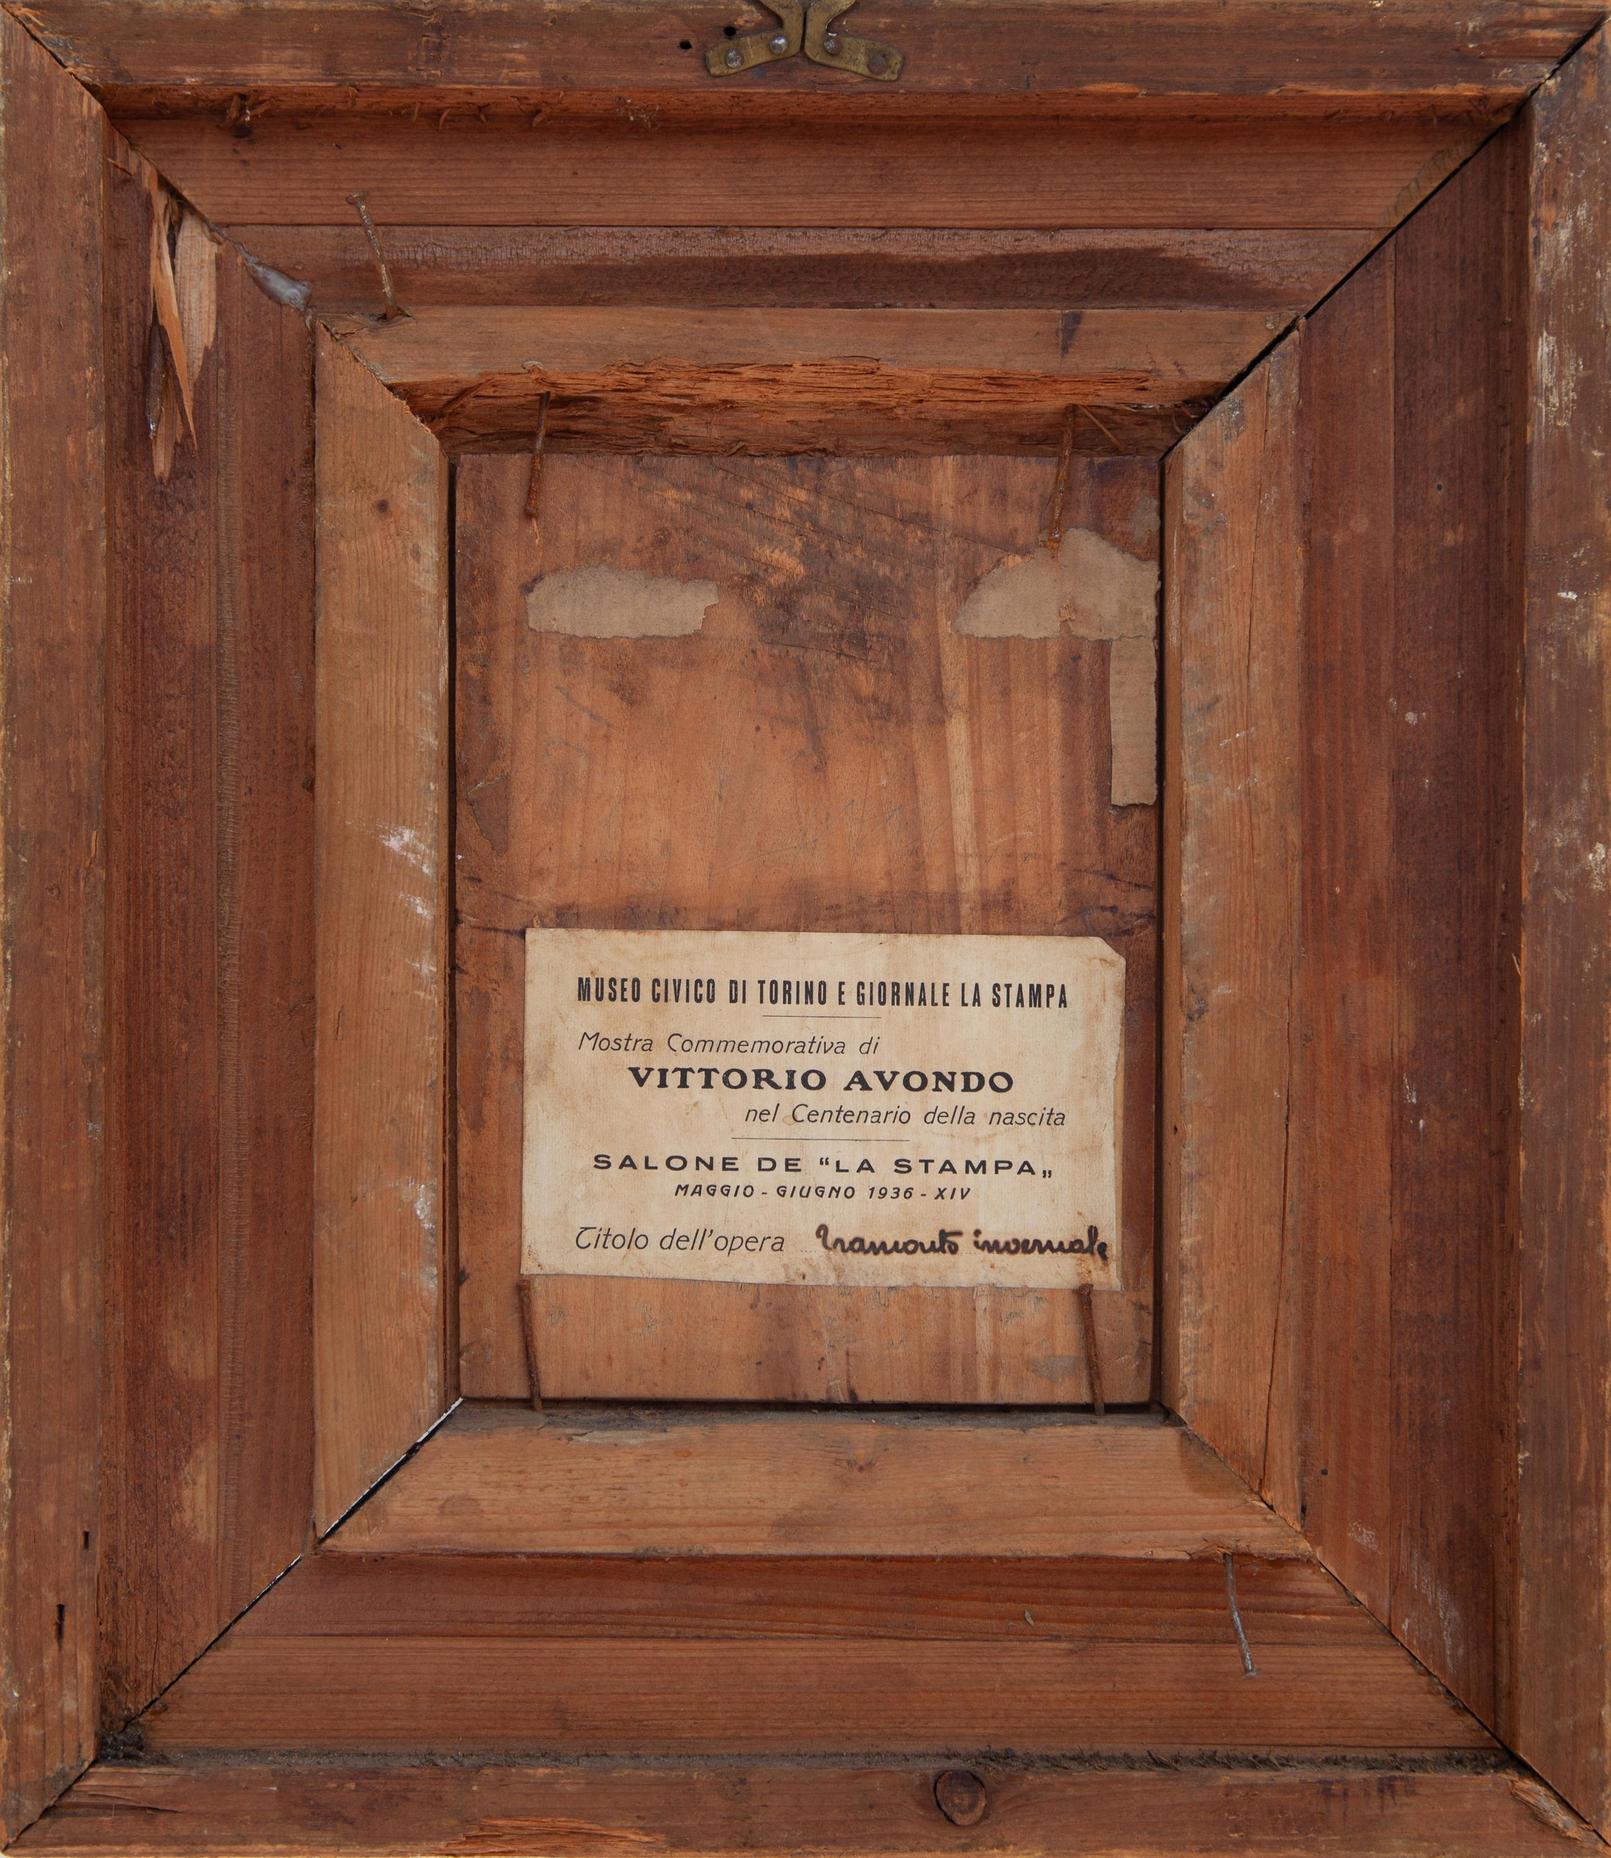 MUSEO CIVICO DI TORINO E GIORNALE LA STAMPA
Mostra Commemorativa di
VITTORIO AVONDO
nel Centenario della nascita
SALONE DE “LA STAMPA„
MAGGIO - GIUGNO 1936 - XIV
Titolo dell'opera Tramonto invernale